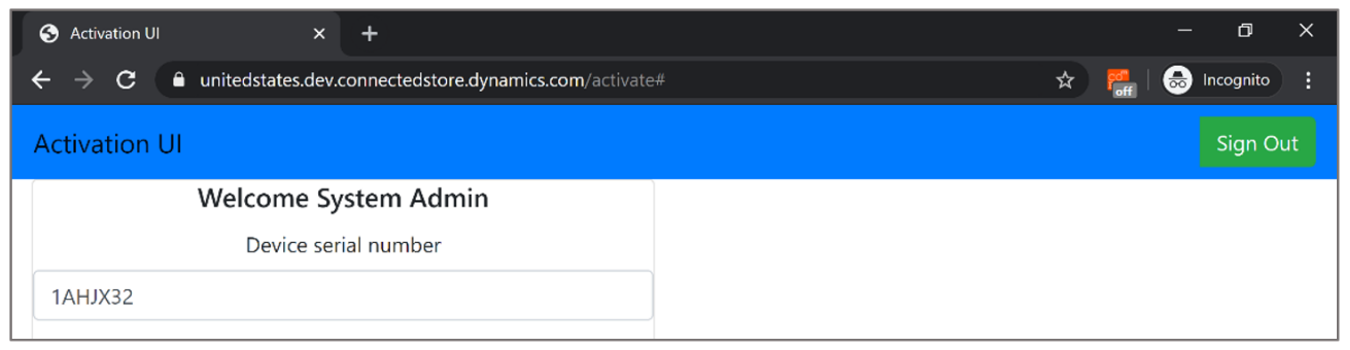 Activation UI
unitedstates.dev.connectedstore.dynamics.com/activate#
off
Incognito
Activation UI
Sign Out
Welcome System Admin
Device serial number
1AHJX32